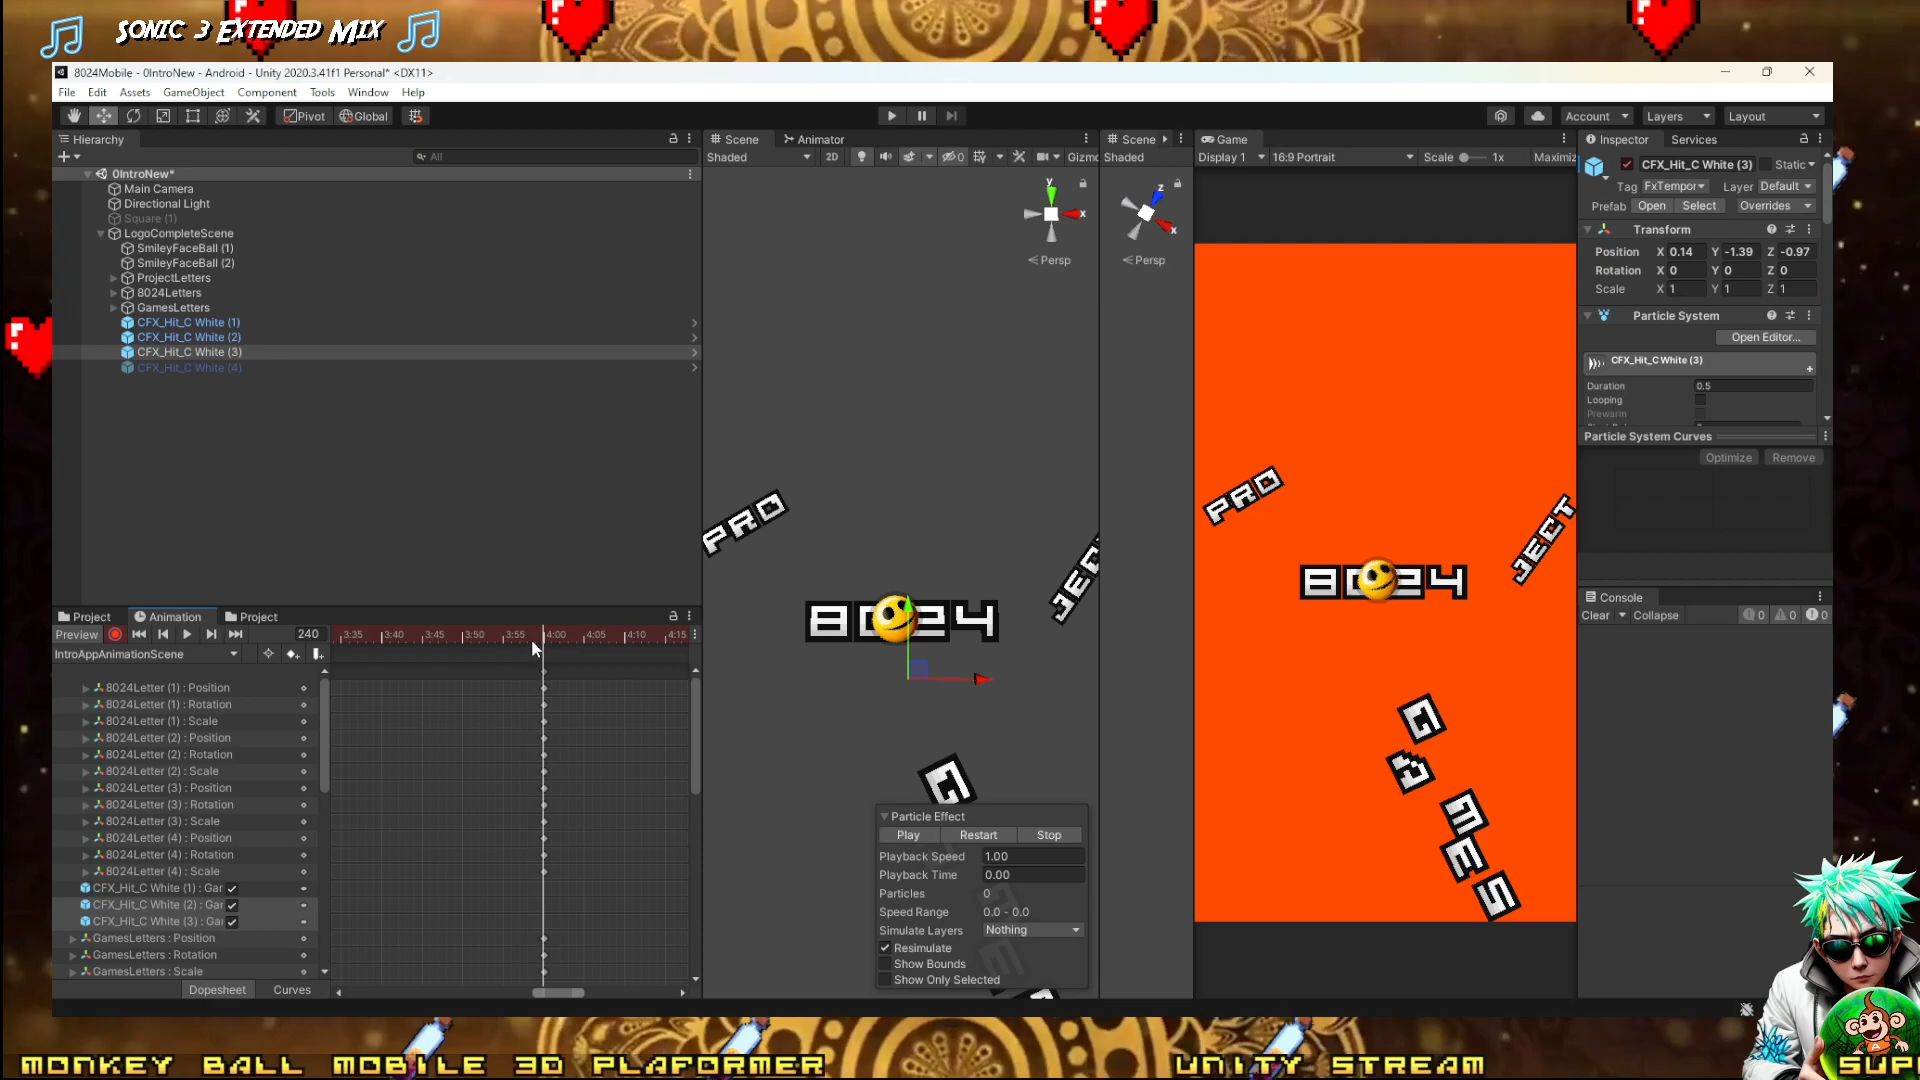 SONIC 3 EXTENDED MIX
8024Mobile - 0IntroNew - Android - Unity 2020.3.41f1 Personal* <DX11>
File Edit Assets GameObject Component Tools Window Help
Pivot Global Account Layers Layout
Hierarchy
All
0IntroNew*
Main Camera
Directional Light
Square (1)
LogoCompleteScene
SmileyFaceBall (1)
SmileyFaceBall (2)
ProjectLetters
8024Letters
GamesLetters
CFX_Hit_C White (1)
CFX_Hit_C White (2)
CFX_Hit_C White (3)
CFX_Hit_C White (4)
Scene Animator
Shaded 2D 0 Gizmo
y
x
Persp
Scene
Shaded
z
x
Persp
Game
Display 1 16:9 Portrait Scale 1x Maximiz
PRO
JECT
8024
G
PRO
JECT
8024
G
A
M
E
S
Particle Effect
Play Restart Stop
Playback Speed 1.00
Playback Time 0.00
Particles 0
Speed Range 0.0 - 0.0
Simulate Layers Nothing
Resimulate
Show Bounds
Show Only Selected
Inspector Services
CFX_Hit_C White (3) Static
Tag FxTempor Layer Default
Prefab Open Select Overrides
Transform
Position X 0.14 Y -1.39 Z -0.97
Rotation X 0 Y 0 Z 0
Scale X 1 Y 1 Z 1
Particle System
Open Editor...
CFX_Hit_C White (3)
Duration 0.5
Looping
Prewarm
Particle System Curves
Optimize Remove
Console
Clear Collapse 0 0 0
Project Animation Project
Preview 240 3:35 3:40 3:45 3:50 3:55 4:00 4:05 4:10 4:15
IntroAppAnimationScene
8024Letter (1) : Position
8024Letter (1) : Rotation
8024Letter (1) : Scale
8024Letter (2) : Position
8024Letter (2) : Rotation
8024Letter (2) : Scale
8024Letter (3) : Position
8024Letter (3) : Rotation
8024Letter (3) : Scale
8024Letter (4) : Position
8024Letter (4) : Rotation
8024Letter (4) : Scale
CFX_Hit_C White (1) : Gar
CFX_Hit_C White (2) : Gar
CFX_Hit_C White (3) : Gar
GamesLetters : Position
GamesLetters : Rotation
GamesLetters : Scale
Dopesheet Curves
MONKEY BALL MOBILE 3D PLAFORMER UNITY STREAM SUP